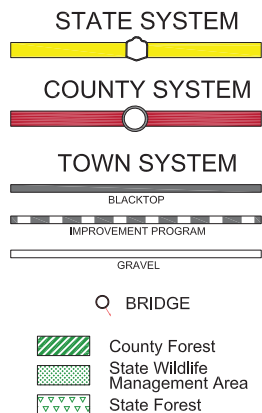 STATE SYSTEM
COUNTY SYSTEM
TOWN SYSTEM
BLACKTOP
IMPROVEMENT PROGRAM
GRAVEL
BRIDGE
County Forest
State Wildlife
Management Area
State Forest